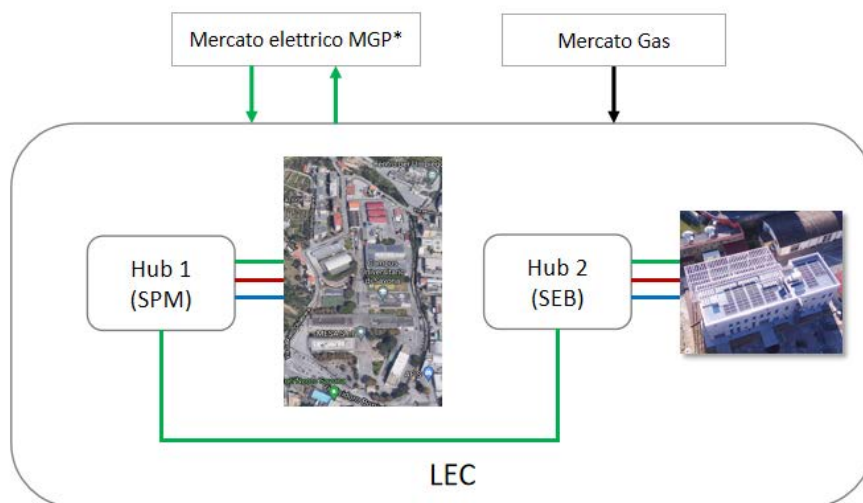 Mercato elettrico MGP*
Mercato Gas
Hub 1
(SPM)
Hub 2
(SEB)
LEC